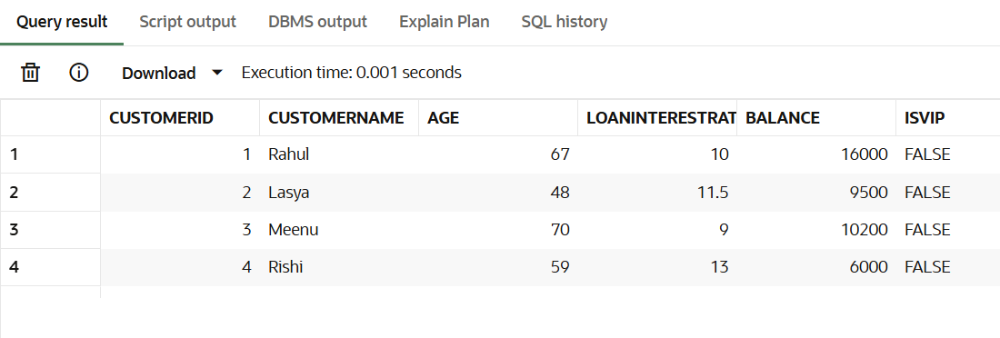 Query result Script output DBMS output Explain Plan SQL history
Download Execution time: 0.001 seconds
CUSTOMERID CUSTOMERNAME AGE LOANINTERESTRAT BALANCE ISVIP
1 1 Rahul 67 10 16000 FALSE
2 2 Lasya 48 11.5 9500 FALSE
3 3 Meenu 70 9 10200 FALSE
4 4 Rishi 59 13 6000 FALSE